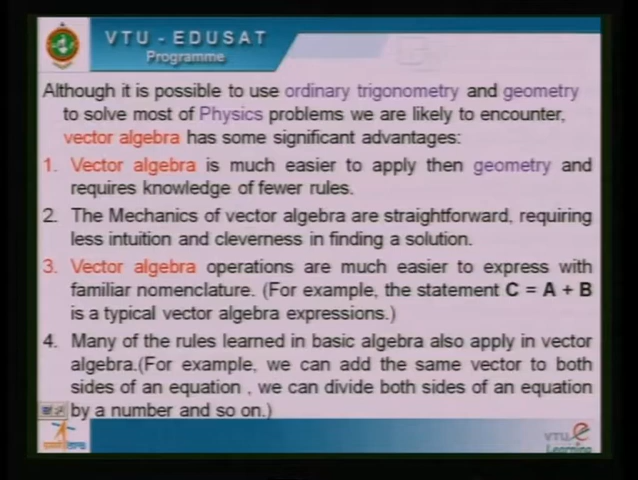 VTU - EDUSAT
Programme
Although it is possible to use ordinary trigonometry and geometry
to solve most of Physics problems we are likely to encounter,
vector algebra has some significant advantages:
1. Vector algebra is much easier to apply then geometry and
requires knowledge of fewer rules.
2. The Mechanics of vector algebra are straightforward, requiring
less intuition and cleverness in finding a solution.
3. Vector algebra operations are much easier to express with
familiar nomenclature. (For example, the statement C = A + B
is a typical vector algebra expressions.)
4. Many of the rules learned in basic algebra also apply in vector
algebra.(For example, we can add the same vector to both
sides of an equation , we can divide both sides of an equation
by a number and so on.)
VTU e
Learning